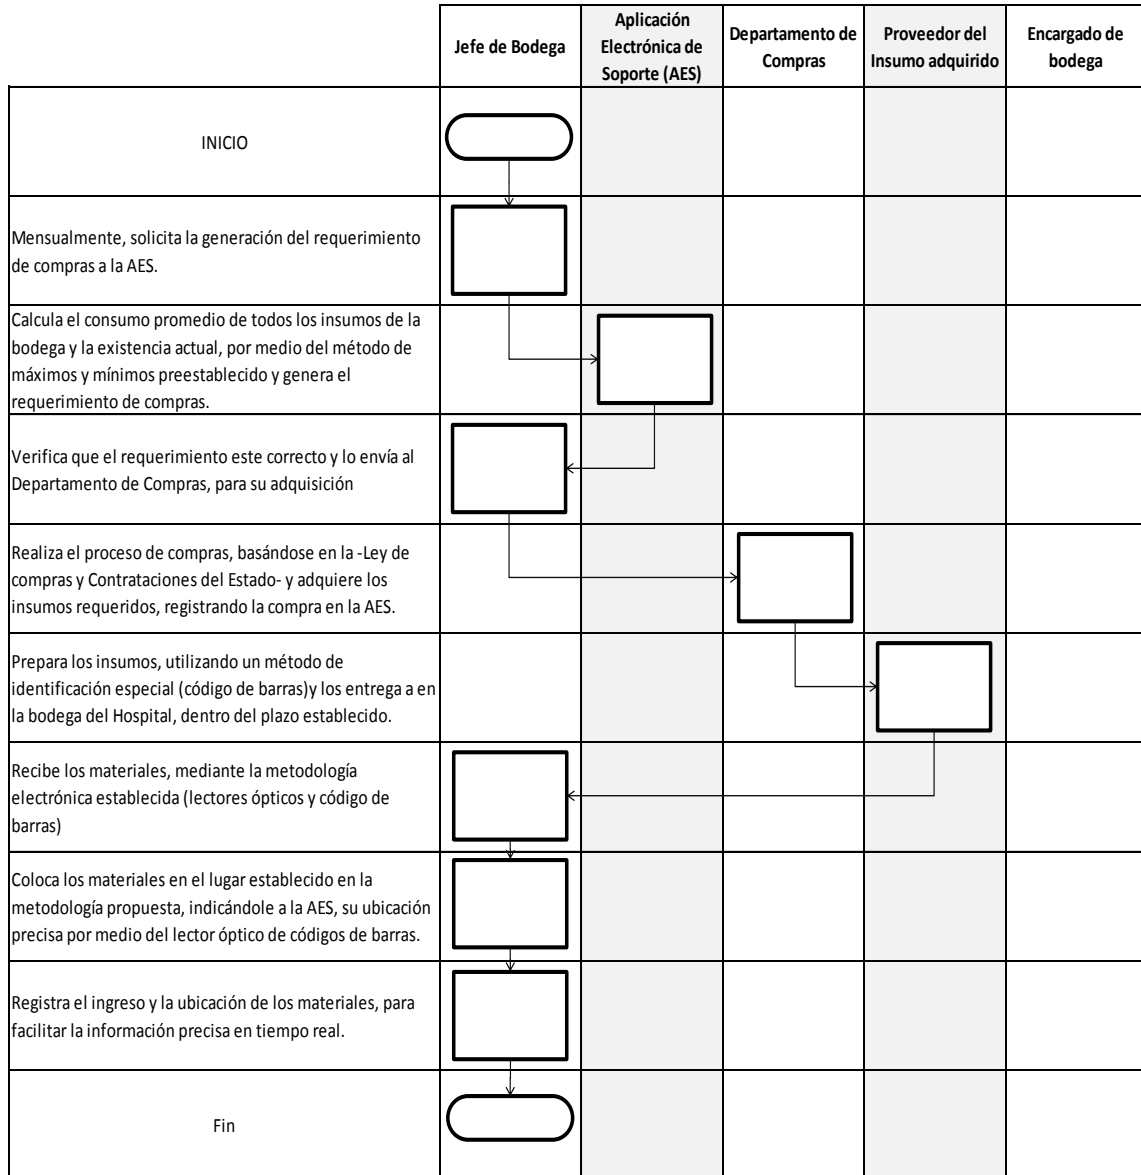 Jefe de Bodega
Aplicación
Electrónica de
Soporte (AES)
Departamento de
Compras
Proveedor del
Insumo adquirido
Encargado de
bodega
INICIO
Mensualmente, solicita la generación del requerimiento
de compras a la AES.
Calcula el consumo promedio de todos los insumos de la
bodega y la existencia actual, por medio del método de
máximos y mínimos preestablecido y genera el
requerimiento de compras.
Verifica que el requerimiento este correcto y lo envía al
Departamento de Compras, para su adquisición
Realiza el proceso de compras, basándose en la -Ley de
compras y Contrataciones del Estado- y adquiere los
insumos requeridos, registrando la compra en la AES.
Prepara los insumos, utilizando un método de
identificación especial (código de barras)y los entrega a en
la bodega del Hospital, dentro del plazo establecido.
Recibe los materiales, mediante la metodología
electrónica establecida (lectores ópticos y código de
barras)
Coloca los materiales en el lugar establecido en la
metodología propuesta, indicándole a la AES, su ubicación
precisa por medio del lector óptico de códigos de barras.
Registra el ingreso y la ubicación de los materiales, para
facilitar la información precisa en tiempo real.
Fin